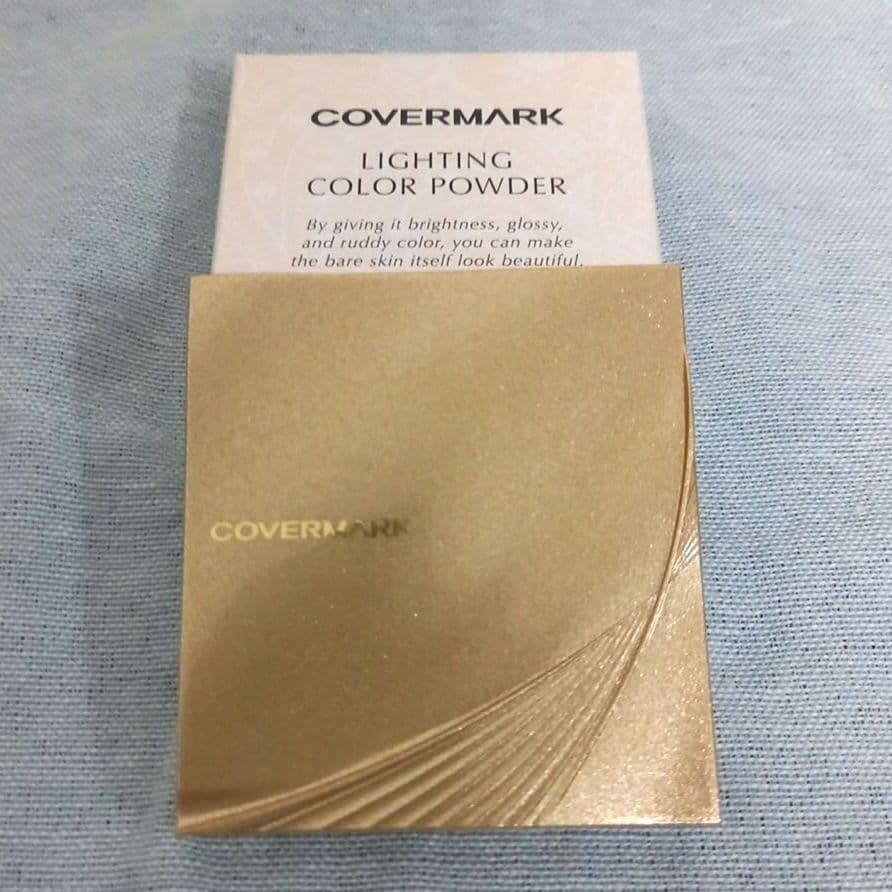 COVERMARK
LIGHTING
COLOR POWDER
By giving it brightness, glossy,
and ruddy color, you can make
the bare skin itself look beautiful.
COVERMARK